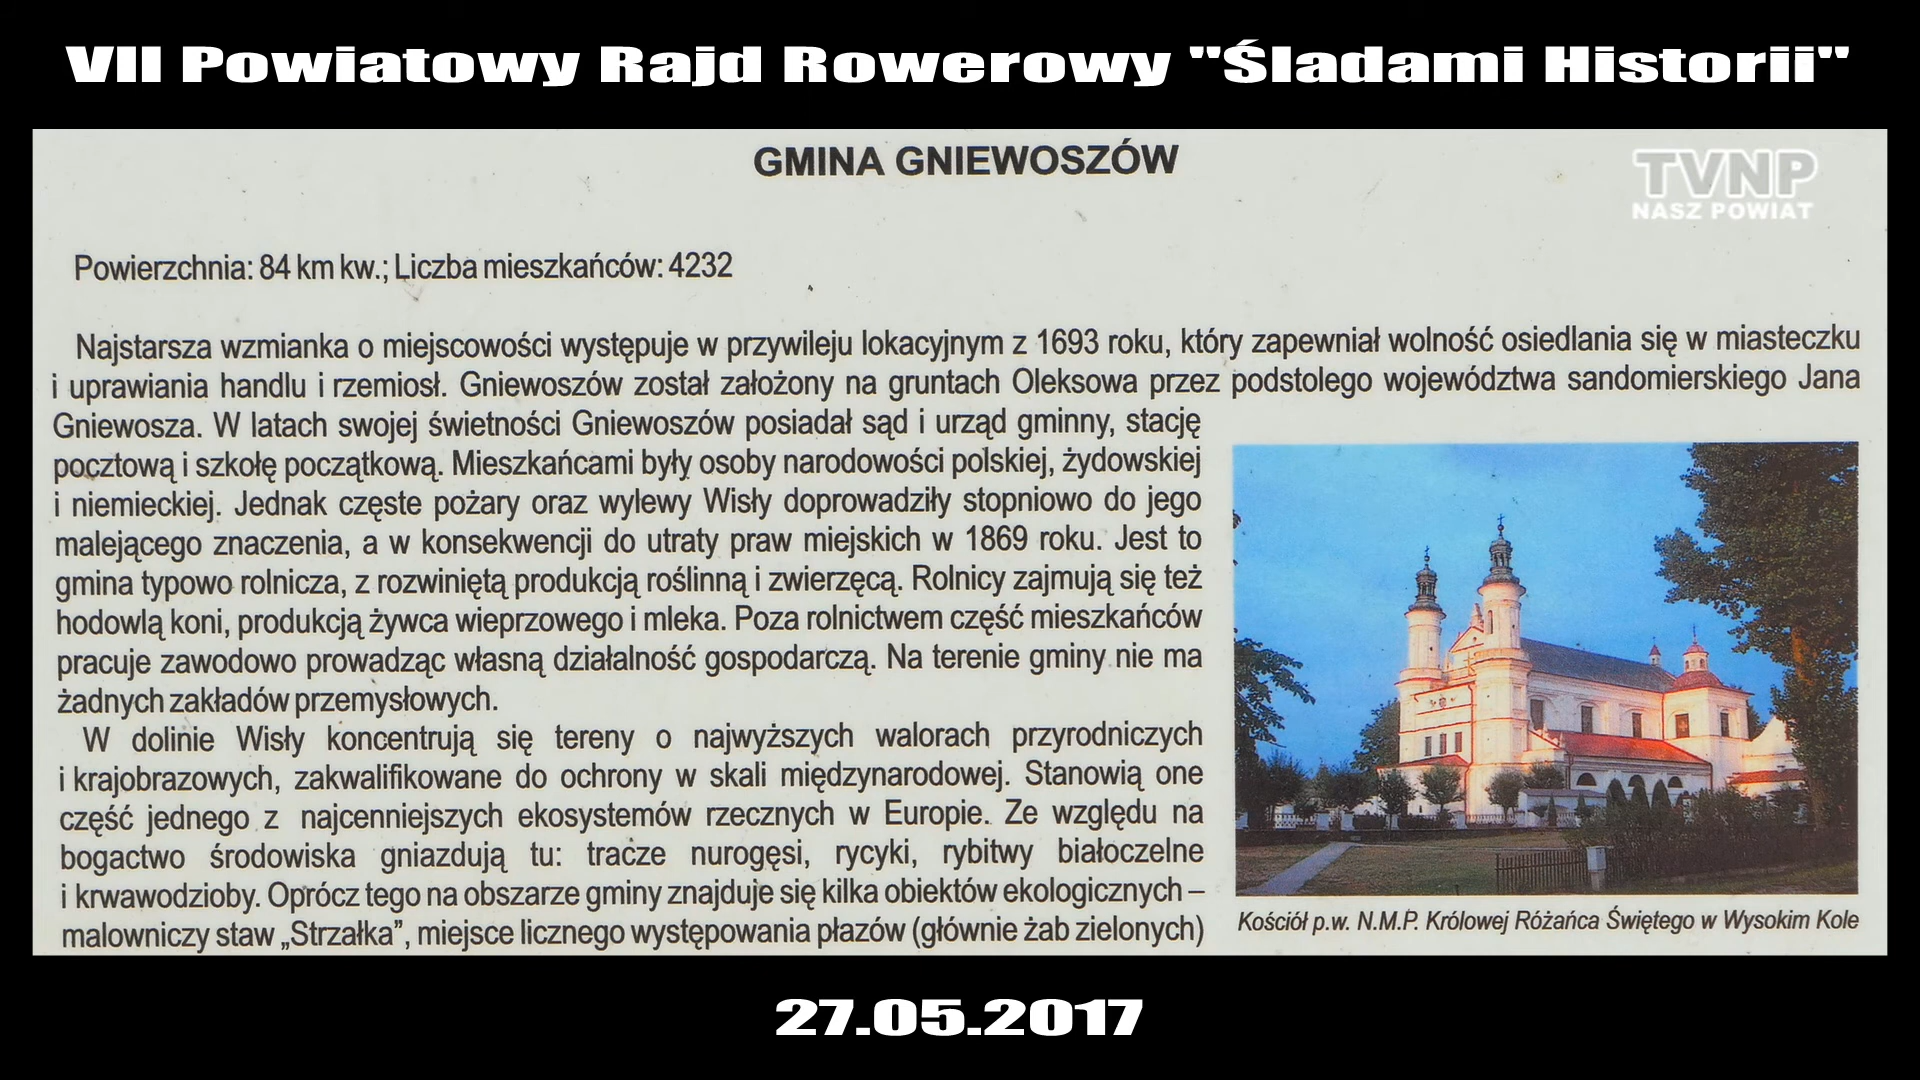 VII Powiatowy Rajd Rowerowy "Śladami Historii"
GMINA GNIEWOSZÓW
TVNP
NASZ POWIAT
Powierzchnia: 84 km kw.; Liczba mieszkańców: 4232
Najstarsza wzmianka o miejscowości występuje w przywileju lokacyjnym z 1693 roku, który zapewniał wolność osiedlania się w miasteczku
i uprawiania handlu i rzemiosł. Gniewoszów został założony na gruntach Oleksowa przez podstolego województwa sandomierskiego Jana
Gniewosza. W latach swojej świetności Gniewoszów posiadał sąd i urząd gminny, stację
pocztową i szkołę początkową. Mieszkańcami były osoby narodowości polskiej, żydowskiej
i niemieckiej. Jednak częste pożary oraz wylewy Wisły doprowadziły stopniowo do jego
malejącego znaczenia, a w konsekwencji do utraty praw miejskich w 1869 roku. Jest to
gmina typowo rolnicza, z rozwiniętą produkcją roślinną i zwierzęcą. Rolnicy zajmują się też
hodowlą koni, produkcją żywca wieprzowego i mleka. Poza rolnictwem część mieszkańców
pracuje zawodowo prowadząc własną działalność gospodarczą. Na terenie gminy nie ma
żadnych zakładów przemysłowych.
W dolinie Wisły koncentrują się tereny o najwyższych walorach przyrodniczych
i krajobrazowych, zakwalifikowane do ochrony w skali międzynarodowej. Stanowią one
część jednego z najcenniejszych ekosystemów rzecznych w Europie. Ze względu na
bogactwo środowiska gniazdują tu: tracze nurogęsi, rycyki, rybitwy białoczelne
i krwawodzioby. Oprócz tego na obszarze gminy znajduje się kilka obiektów ekologicznych –
malowniczy staw „Strzałka”, miejsce licznego występowania płazów (głównie żab zielonych)
Kościół p.w. N.M.P. Królowej Różańca Świętego w Wysokim Kole
27.05.2017